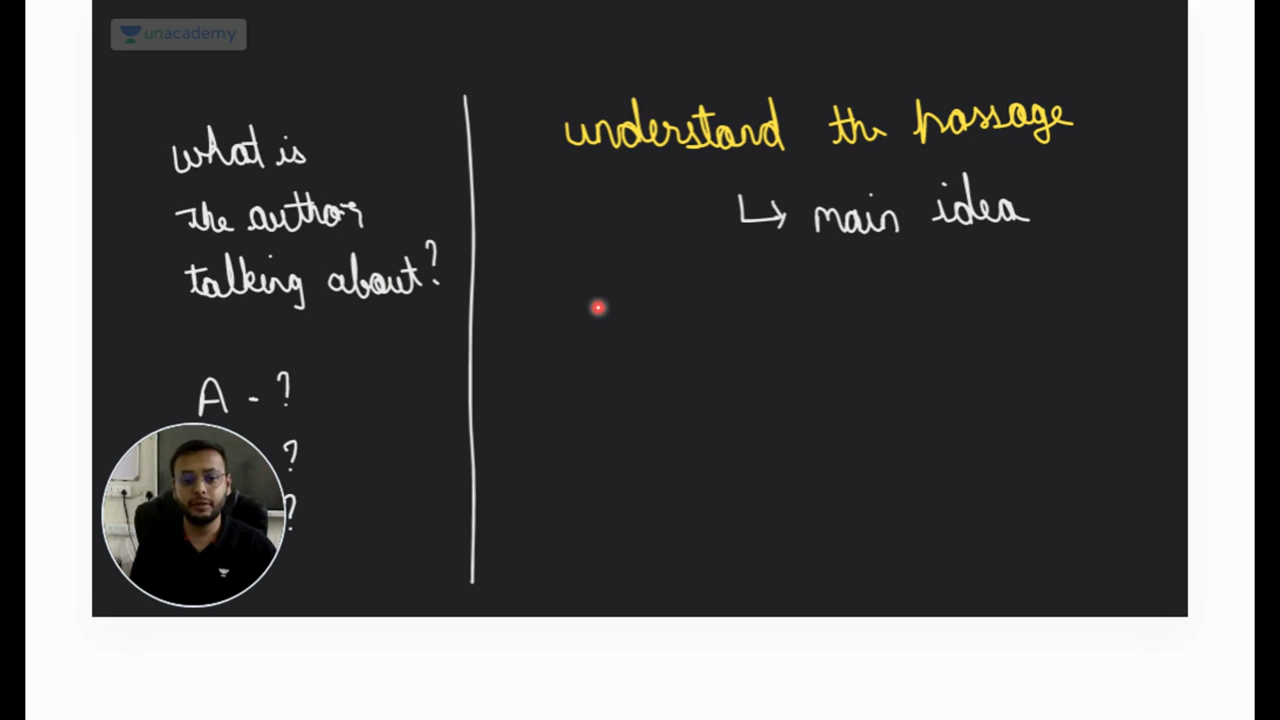 unacademy
what is
the author
talking about?
A - ?
?
?
understand the passage
↳ main idea